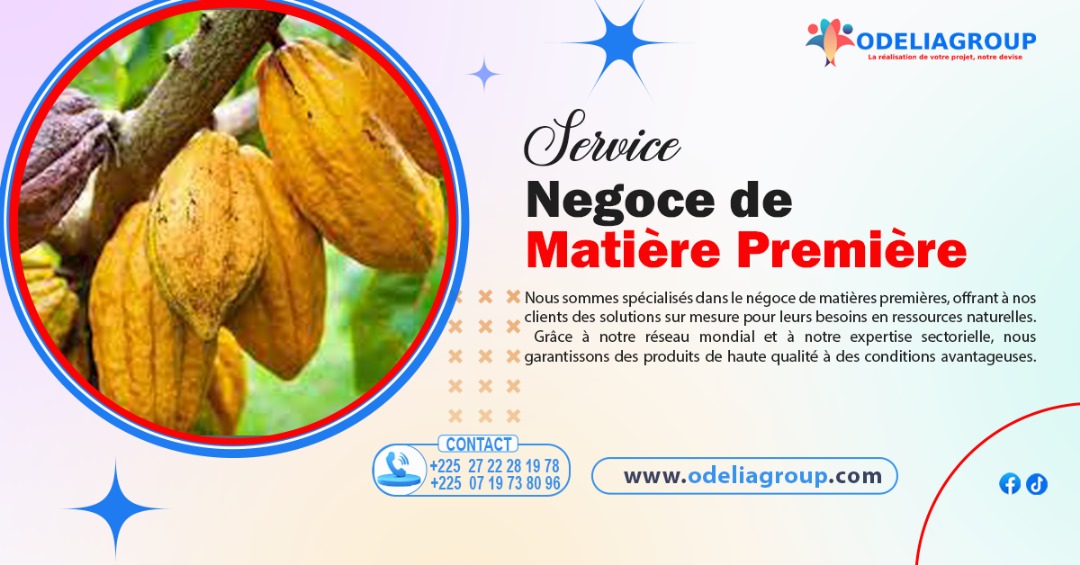 ODELIAGROUP
La réalisation de votre projet, notre devise
Service
Negoce de
Matière Première
Nous sommes spécialisés dans le négoce de matières premières, offrant à nos
clients des solutions sur mesure pour leurs besoins en ressources naturelles.
Grâce à notre réseau mondial et à notre expertise sectorielle, nous
garantissons des produits de haute qualité à des conditions avantageuses.
CONTACT
+225 27 22 28 19 78
+225 07 19 73 80 96
www.odeliagroup.com